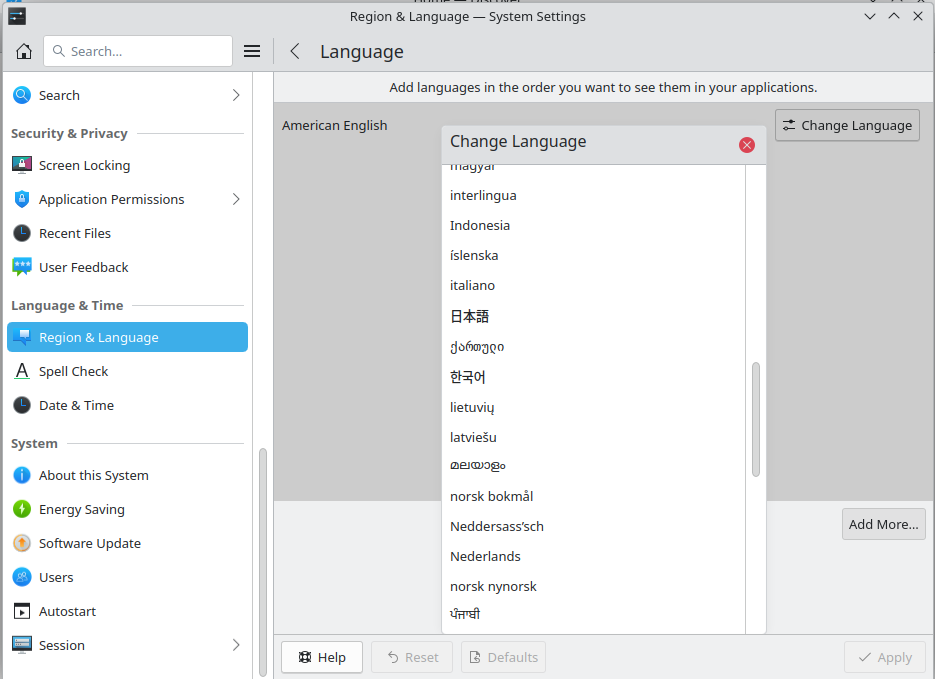 Region & Language — System Settings
Search...
Language
Search
Security & Privacy
Screen Locking
Application Permissions
Recent Files
User Feedback
Language & Time
Region & Language
Spell Check
Date & Time
System
About this System
Energy Saving
Software Update
Users
Autostart
Session
Add languages in the order you want to see them in your applications.
American English
Change Language
Change Language
magyar
interlingua
Indonesia
íslenska
italiano
日本語
ქართული
한국어
lietuvių
latviešu
മലയാളം
norsk bokmål
Neddersass’sch
Nederlands
norsk nynorsk
ਪੰਜਾਬੀ
Add More...
Help
Reset
Defaults
Apply